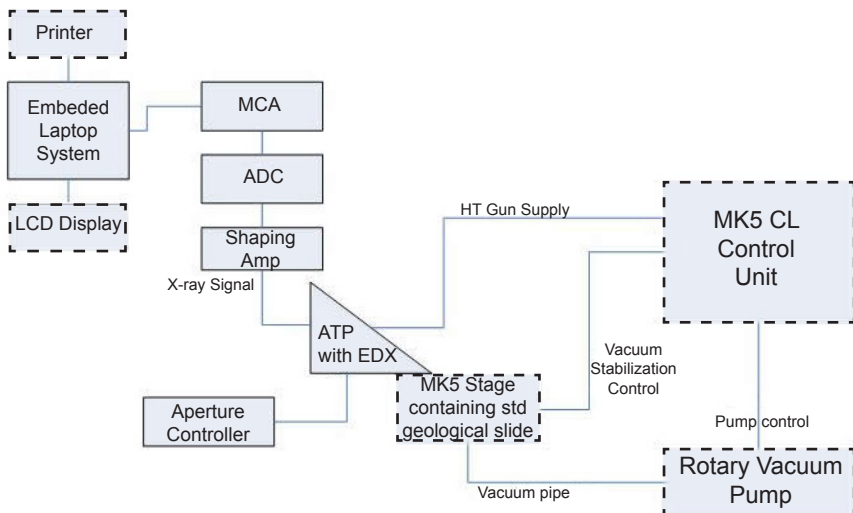 Printer
Embeded
Laptop
System
LCD Display
MCA
ADC
Shaping
Amp
X-ray Signal
ATP
with EDX
Aperture
Controller
HT Gun Supply
MK5 CL
Control
Unit
Vacuum
Stabilization
Control
MK5 Stage
containing std
geological slide
Pump control
Vacuum pipe
Rotary Vacuum
Pump